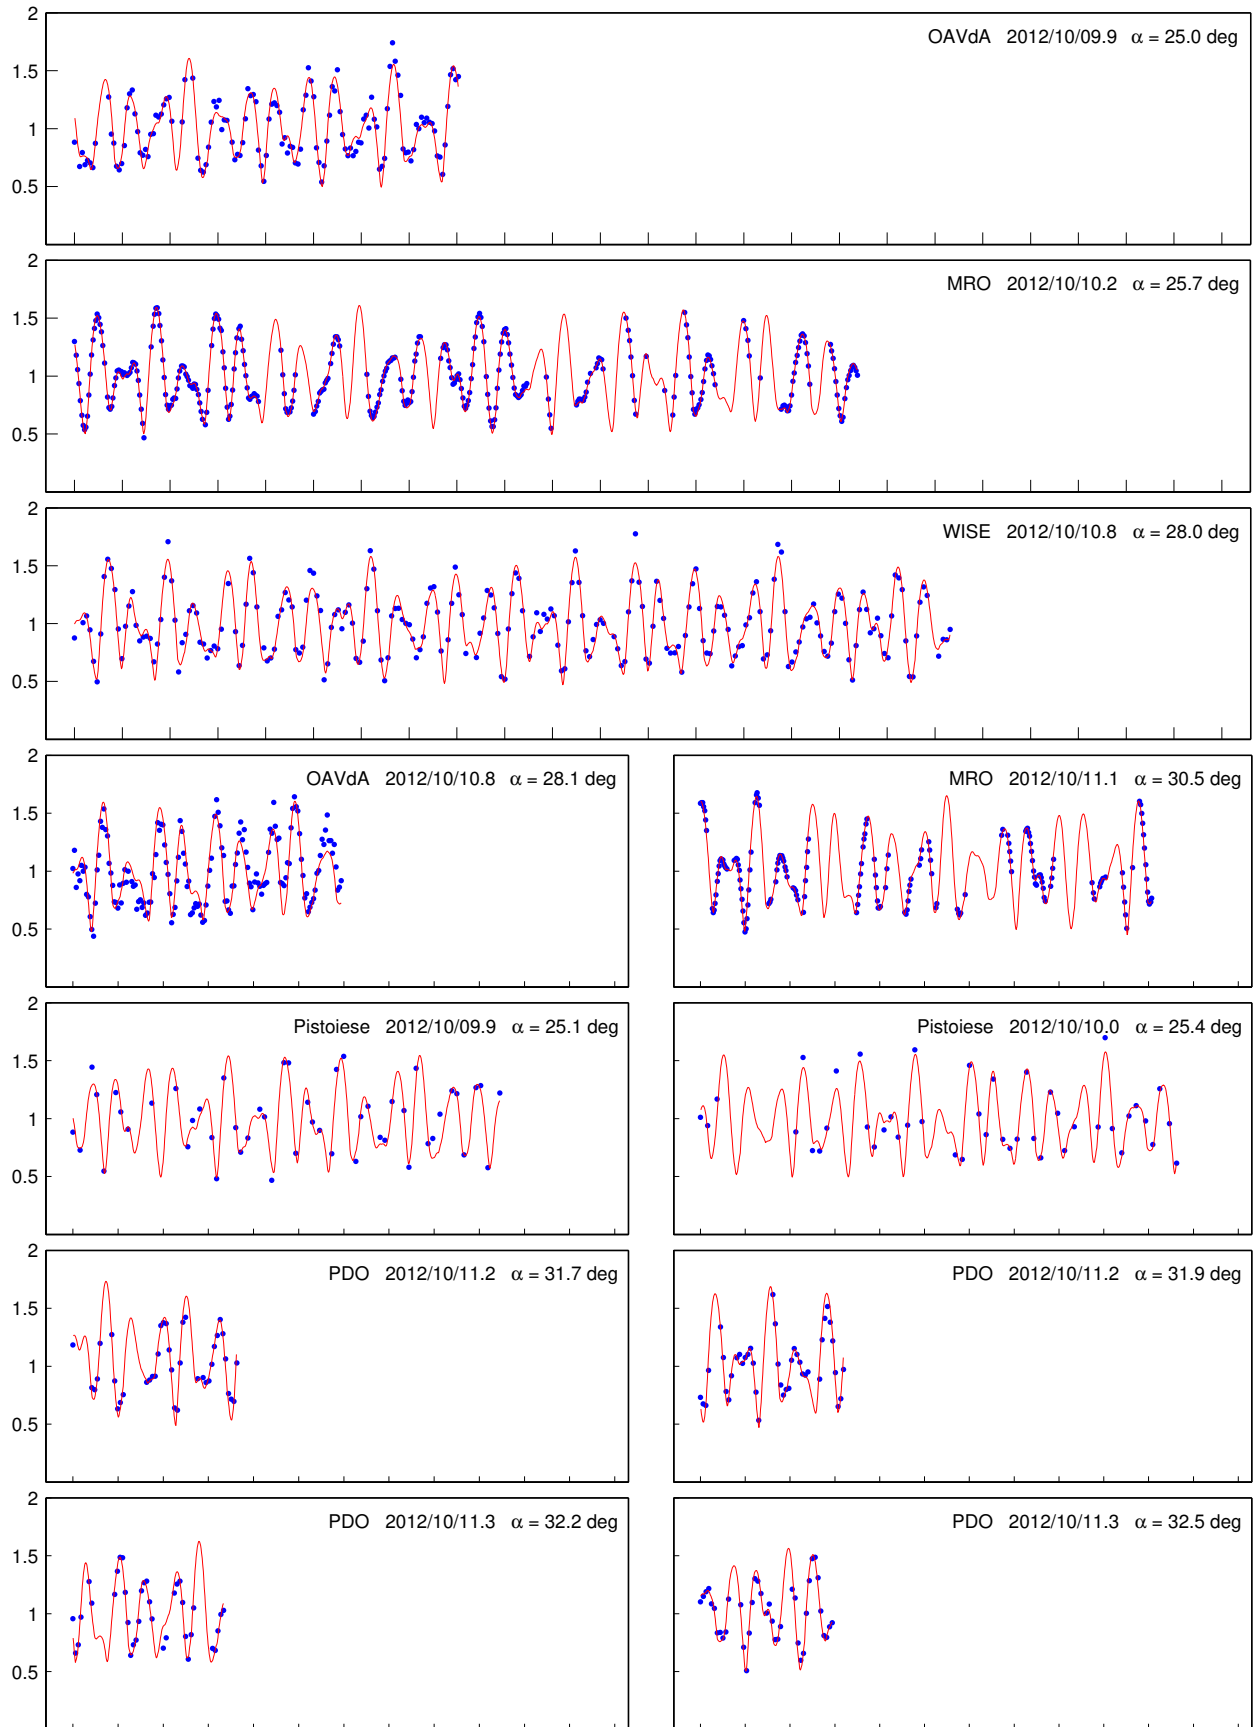 2
OAVdA 2012/10/09.9 α = 25.0 deg
1.5
1
0.5
2
MRO 2012/10/10.2 α = 25.7 deg
1.5
1
0.5
2
WISE 2012/10/10.8 α = 28.0 deg
1.5
1
0.5
2
OAVdA 2012/10/10.8 α = 28.1 deg
MRO 2012/10/11.1 α = 30.5 deg
1.5
1
0.5
2
Pistoiese 2012/10/09.9 α = 25.1 deg
Pistoiese 2012/10/10.0 α = 25.4 deg
1.5
1
0.5
2
PDO 2012/10/11.2 α = 31.7 deg
PDO 2012/10/11.2 α = 31.9 deg
1.5
1
0.5
2
PDO 2012/10/11.3 α = 32.2 deg
PDO 2012/10/11.3 α = 32.5 deg
1.5
1
0.5